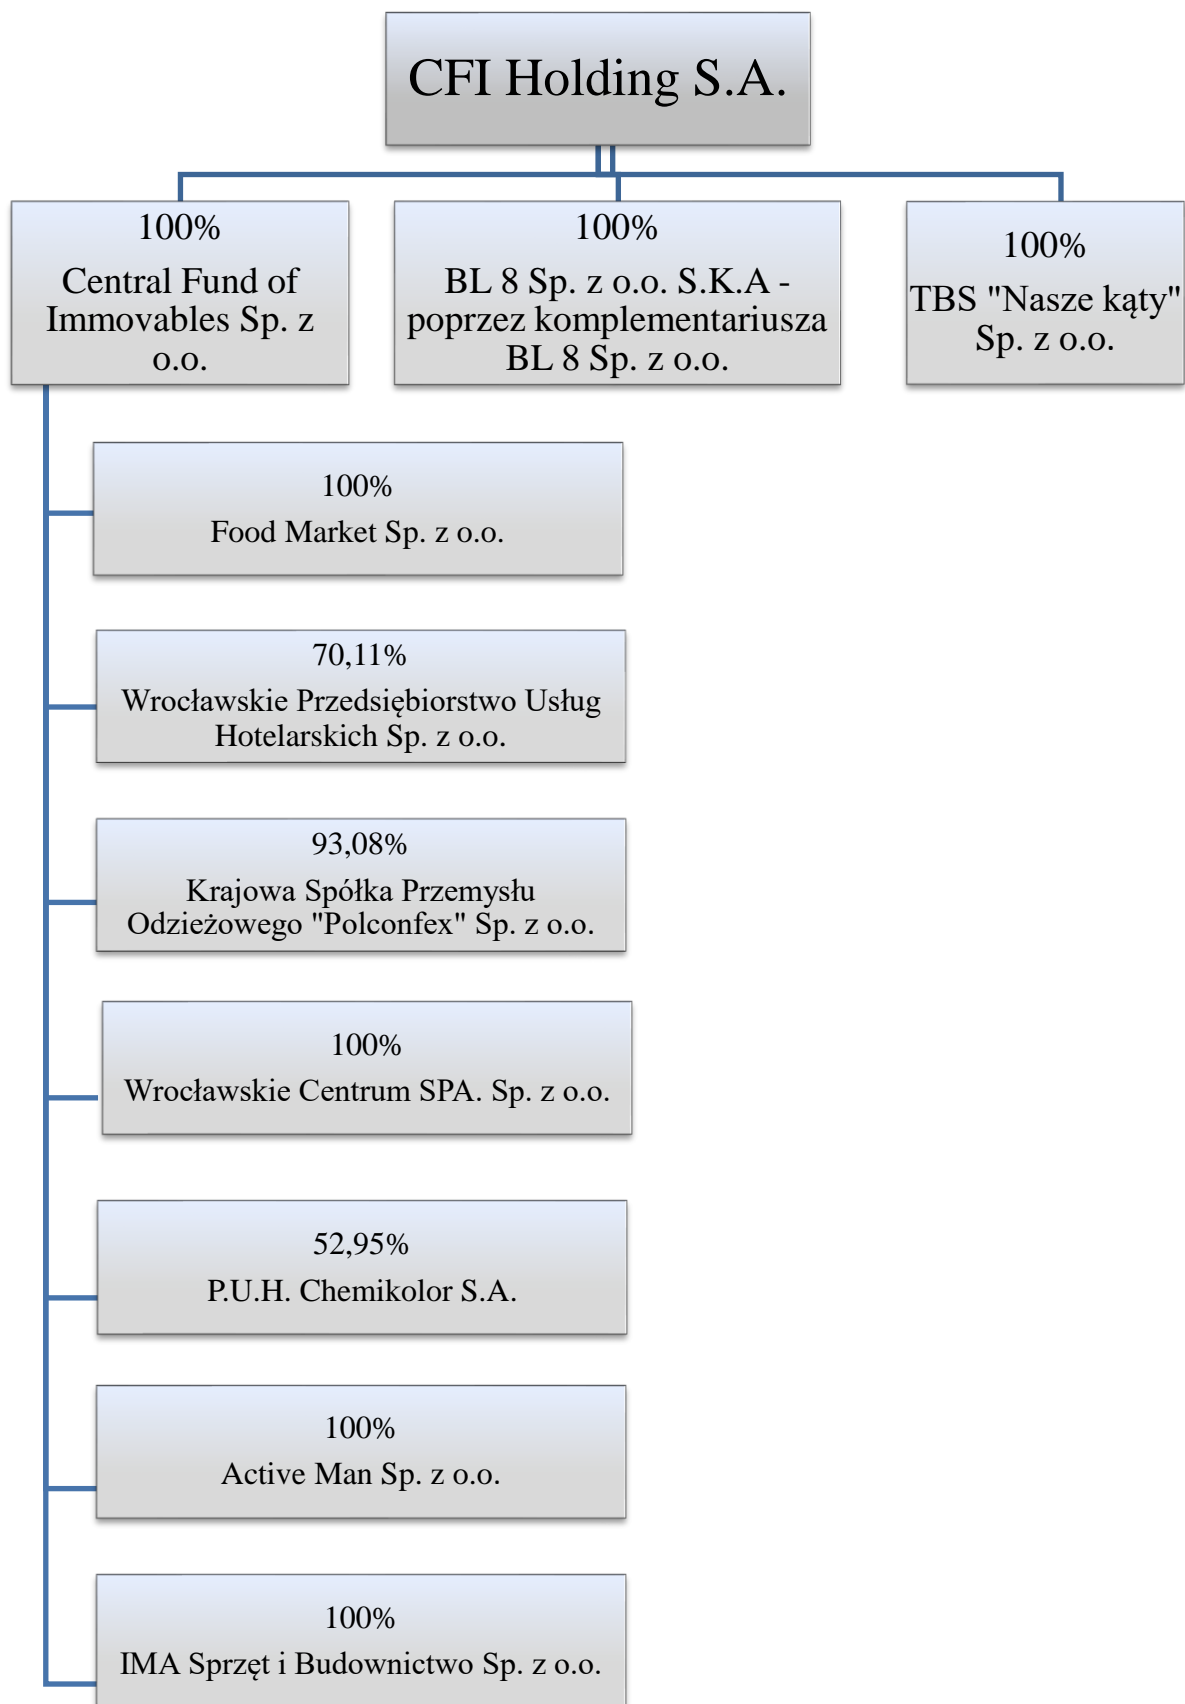 CFI Holding S.A.
100%
Central Fund of
Immovables Sp. z
o.o.
100%
BL 8 Sp. z o.o. S.K.A -
poprzez komplementariusza
BL 8 Sp. z o.o.
100%
TBS "Nasze kąty"
Sp. z o.o.
100%
Food Market Sp. z o.o.
70,11%
Wrocławskie Przedsiębiorstwo Usług
Hotelarskich Sp. z o.o.
93,08%
Krajowa Spółka Przemysłu
Odzieżowego "Polconfex" Sp. z o.o.
100%
Wrocławskie Centrum SPA. Sp. z o.o.
52,95%
P.U.H. Chemikolor S.A.
100%
Active Man Sp. z o.o.
100%
IMA Sprzęt i Budownictwo Sp. z o.o.